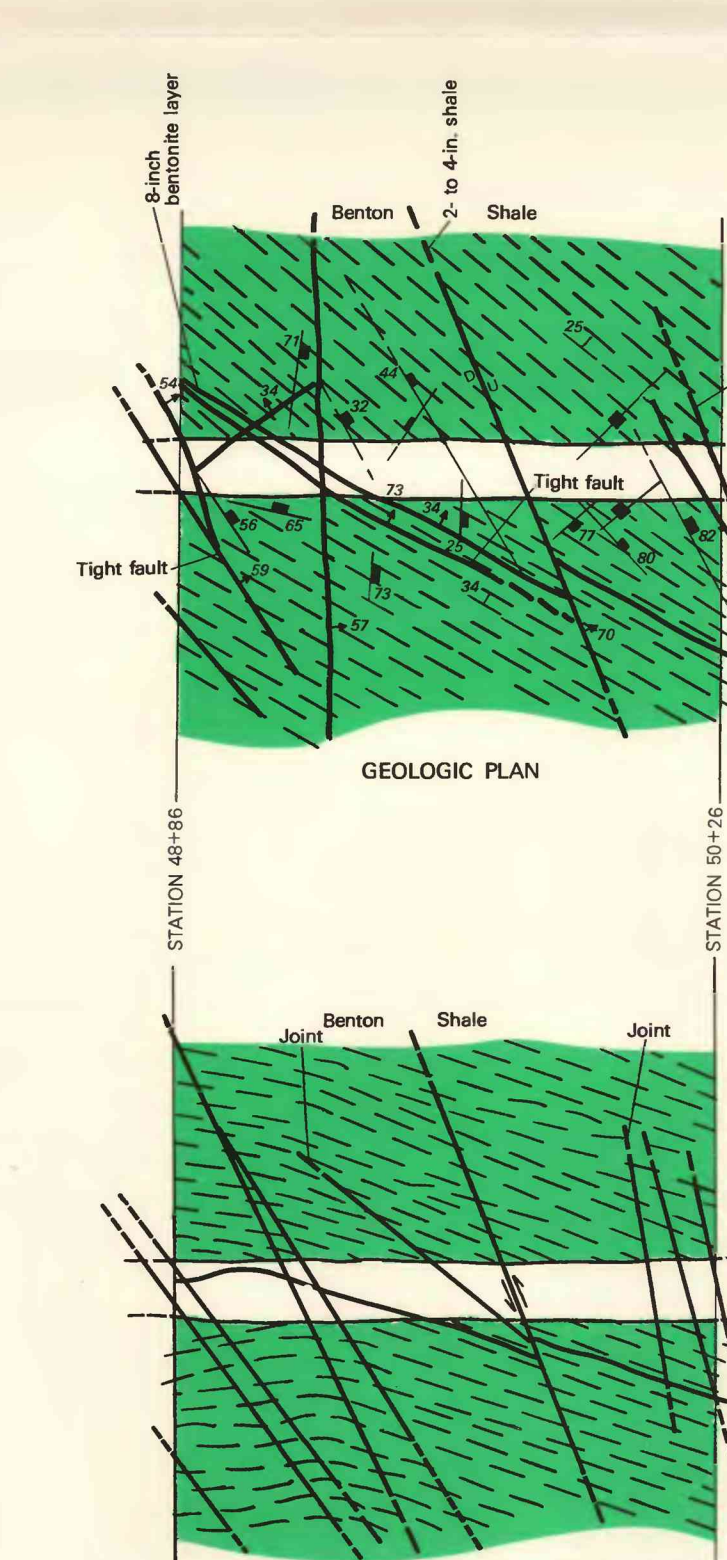 8-inch
bentonite layer
2- to 4-in. shale
Benton
Shale
25
71
44
D
U
54
34
32
Tight fault
73
34
56
65
25
77
82
80
Tight fault
59
73
34
57
70
GEOLOGIC PLAN
STATION 48+86
STATION 50+26
Benton
Shale
Joint
Joint